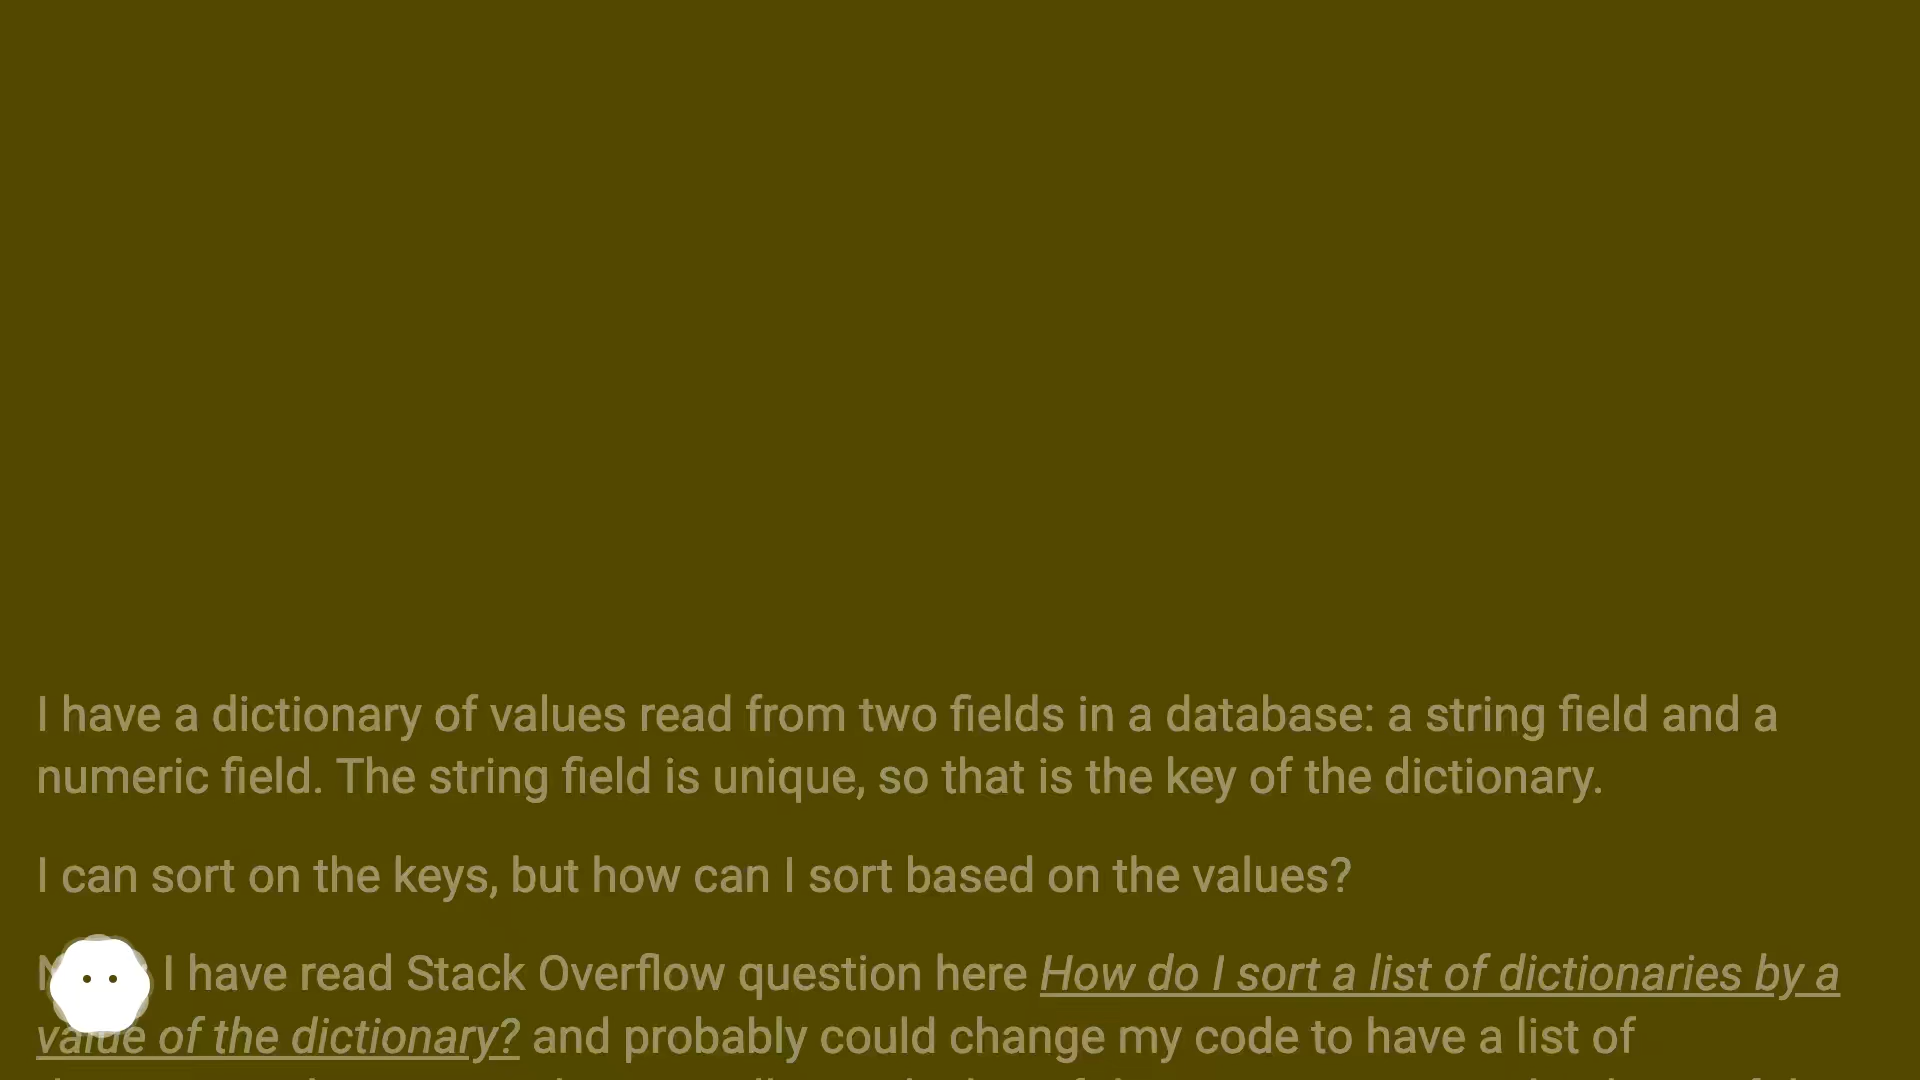 I have a dictionary of values read from two fields in a database: a string field and a
numeric field. The string field is unique, so that is the key of the dictionary.
I can sort on the keys, but how can I sort based on the values?
I have read Stack Overflow question here How do I sort a list of dictionaries by a
value of the dictionary? and probably could change my code to have a list of